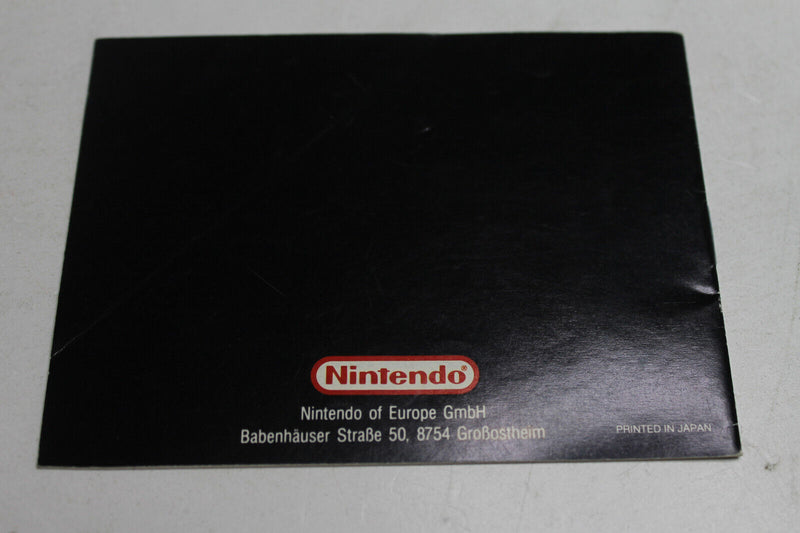 Nintendo®
Nintendo of Europe GmbH
Babenhäuser Straße 50, 8754 Großostheim
PRINTED IN JAPAN